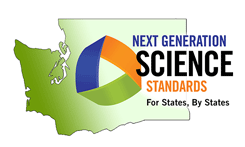 NEXT GENERATION
SCIENCE
STANDARDS
For States, By States